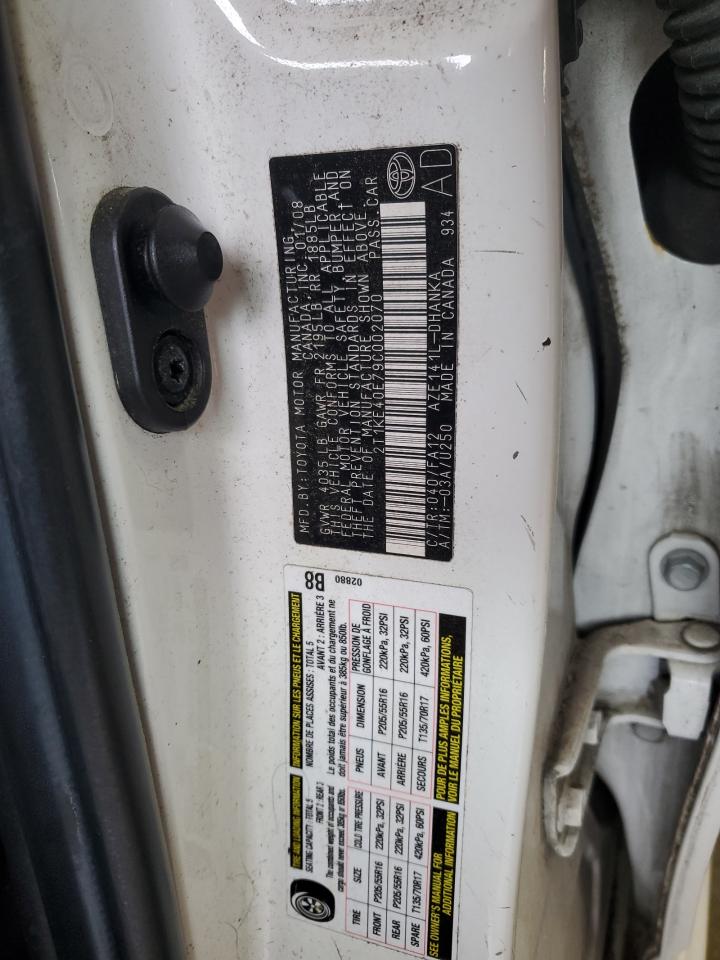 MFD. BY: TOYOTA MOTOR MANUFACTURING
CANADA, INC. 01/08
GVWR 4035LB GAWR FR 2195LB RR 1885LB
THIS VEHICLE CONFORMS TO ALL APPLICABLE
FEDERAL MOTOR VEHICLE SAFETY, BUMPER AND
THEFT PREVENTION STANDARDS IN EFFECT ON
THE DATE OF MANUFACTURE SHOWN ABOVE.
2T1KE40E79C002070 PASS. CAR
C/TR:040/FA12 AZE141L-DHANKA
A/TM:-03A/U250 MADE IN CANADA 934
AD
TIRE AND LOADING INFORMATION
SEATING CAPACITY: TOTAL 5 FRONT 2: REAR 3
The combined weight of occupants and
cargo should never exceed 385kg or 850lb.
TIRE SIZE COLD TIRE PRESSURE
FRONT P205/55R16 220kPa, 32PSI
REAR P205/55R16 220kPa, 32PSI
SPARE T135/70R17 420kPa, 60PSI
SEE OWNER'S MANUAL FOR
ADDITIONAL INFORMATION
INFORMATION SUR LES PNEUS ET LE CHARGEMENT
NOMBRE DE PLACES ASSISES: TOTAL 5
AVANT 2: ARRIÈRE 3
Le poids total des occupants et du chargement ne
doit jamais être supérieur à 385kg ou 850lb.
PNEUS DIMENSION PRESSION DE
GONFLAGE À FROID
AVANT P205/55R16 220kPa, 32PSI
ARRIÈRE P205/55R16 220kPa, 32PSI
SECOURS T135/70R17 420kPa, 60PSI
POUR DE PLUS AMPLES INFORMATIONS,
VOIR LE MANUEL DU PROPRIÉTAIRE
B8
02880